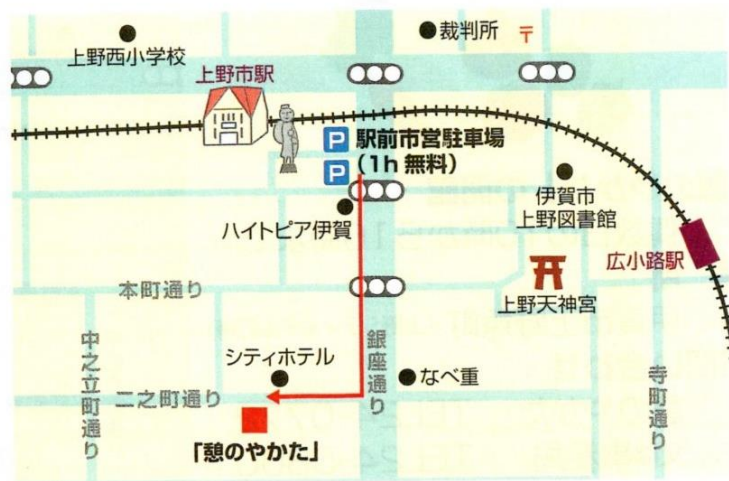 裁判所
〒
上野西小学校
上野市駅
P 駅前市営駐車場
P (1h 無料)
伊賀市
上野図書館
ハイトピア伊賀
広小路駅
上野天神宮
本町通り
中之立町通り
銀座通り
寺町通り
シティホテル
なべ重
二之町通り
「憩のやかた」